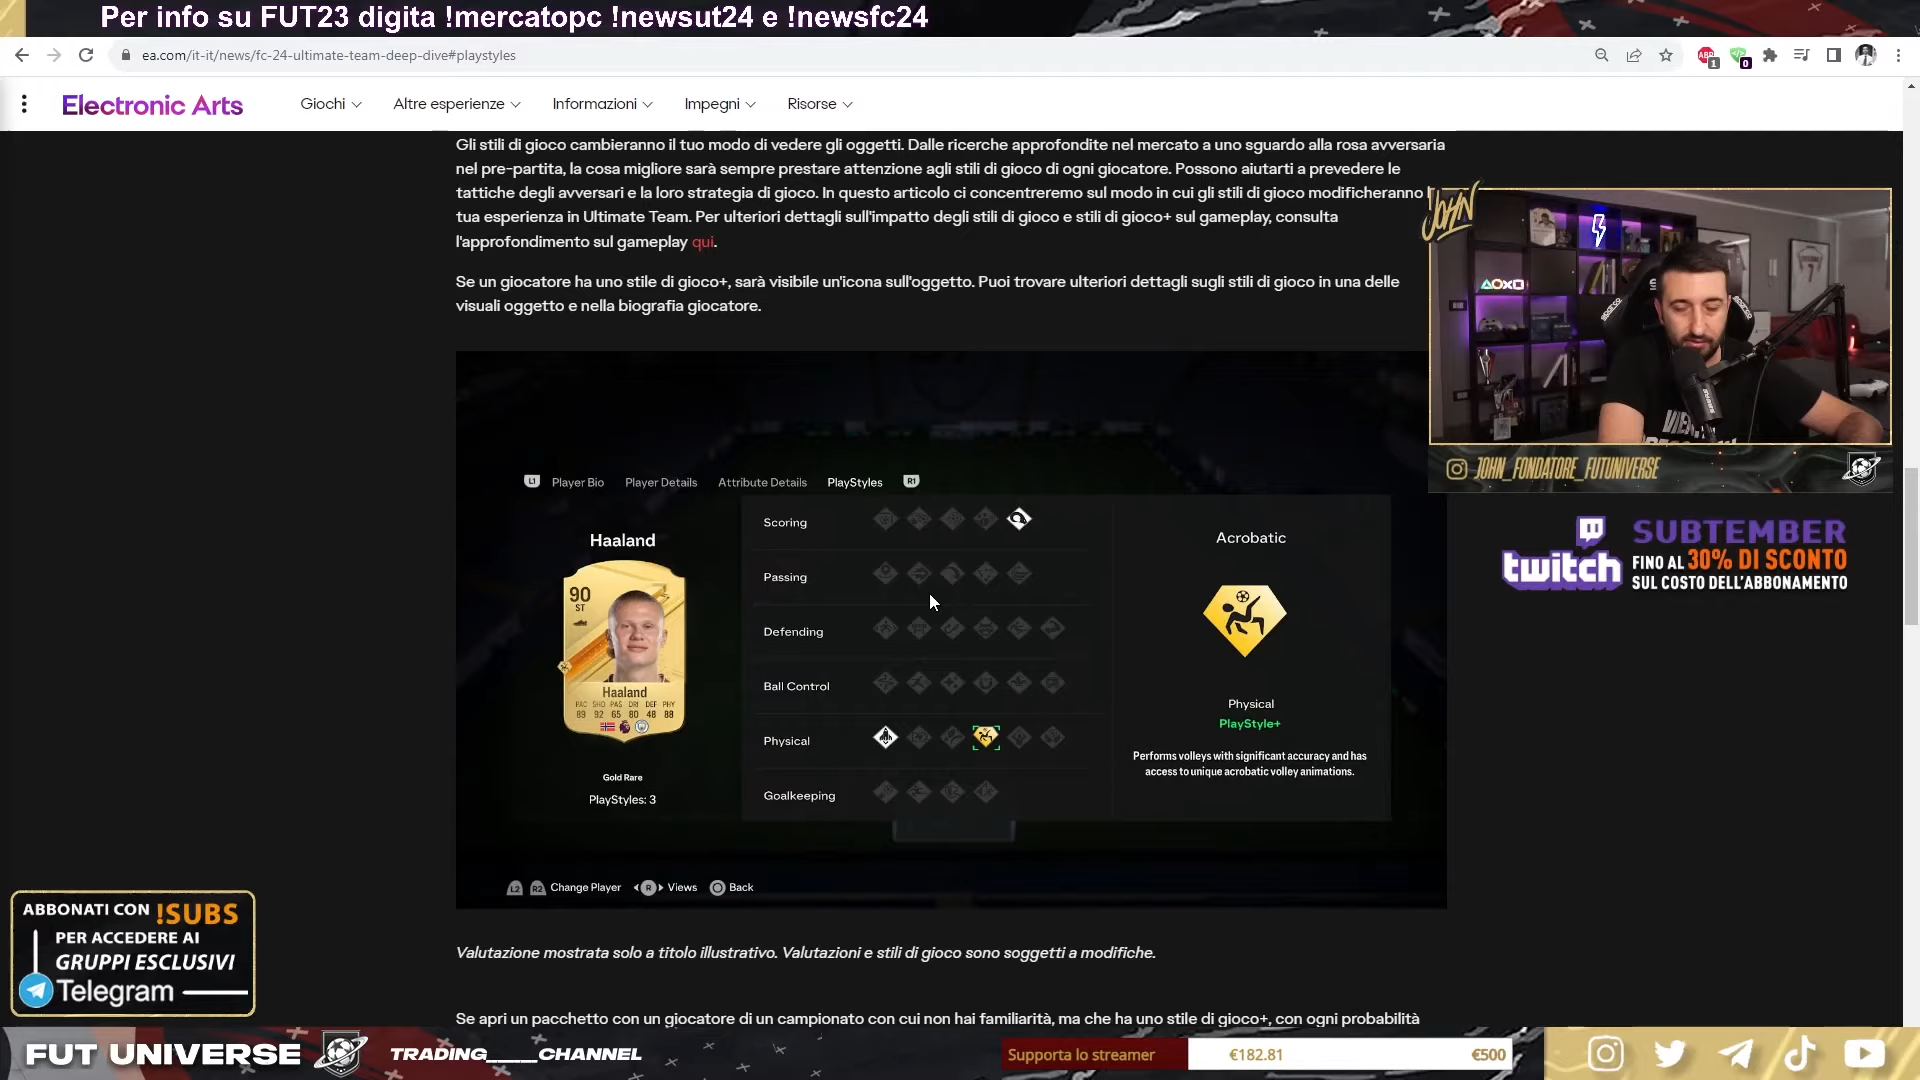 Per info su FUT23 digita !mercatopc !newsut24 e !newsfc24
ea.com/it-it/news/fc-24-ultimate-team-deep-dive#playstyles
ABP
1
0
Electronic Arts
Giochi
Altre esperienze
Informazioni
Impegni
Risorse
Gli stili di gioco cambieranno il tuo modo di vedere gli oggetti. Dalle ricerche approfondite nel mercato a uno sguardo alla rosa avversaria
nel pre-partita, la cosa migliore sarà sempre prestare attenzione agli stili di gioco di ogni giocatore. Possono aiutarti a prevedere le
tattiche degli avversari e la loro strategia di gioco. In questo articolo ci concentreremo sul modo in cui gli stili di gioco modificheranno
tua esperienza in Ultimate Team. Per ulteriori dettagli sull'impatto degli stili di gioco e stili di gioco+ sul gameplay, consulta
l'approfondimento sul gameplay qui.
Se un giocatore ha uno stile di gioco+, sarà visibile un'icona sull'oggetto. Puoi trovare ulteriori dettagli sugli stili di gioco in una delle
visuali oggetto e nella biografia giocatore.
JOHN
JOHN_FONDATORE_FUTUNIVERSE
twitch
SUBTEMBER
FINO AL 30% DI SCONTO
SUL COSTO DELL'ABBONAMENTO
L1 Player Bio Player Details Attribute Details PlayStyles R1
Haaland
90
ST
Haaland
PAC SHO PAS DRI DEF PHY
89 92 65 80 48 88
Gold Rare
PlayStyles: 3
Scoring
Passing
Defending
Ball Control
Physical
Goalkeeping
Acrobatic
Physical
PlayStyle+
Performs volleys with significant accuracy and has
access to unique acrobatic volley animations.
L2 R2 Change Player R Views Back
Valutazione mostrata solo a titolo illustrativo. Valutazioni e stili di gioco sono soggetti a modifiche.
Se apri un pacchetto con un giocatore di un campionato con cui non hai familiarità, ma che ha uno stile di gioco+, con ogni probabilità
ABBONATI CON !SUBS
PER ACCEDERE AI
GRUPPI ESCLUSIVI
Telegram
FUT UNIVERSE
TRADING____CHANNEL
Supporta lo streamer
€182.81
€500